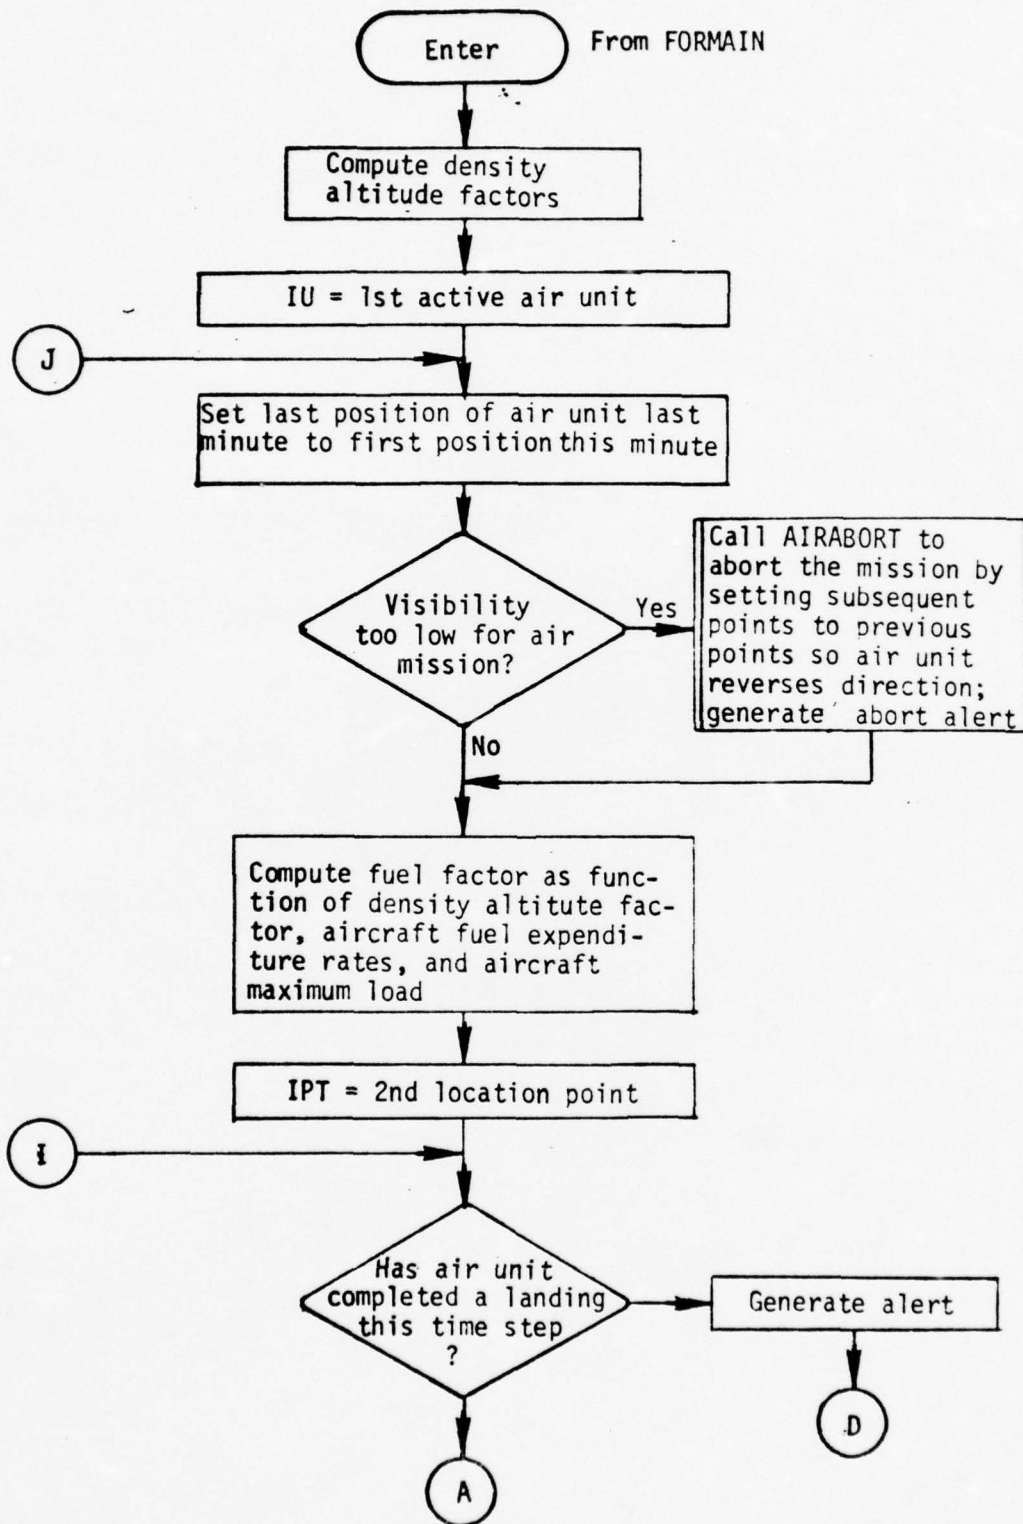 Enter
From FORMAIN
Compute density
altitude factors
IU = 1st active air unit
J
Set last position of air unit last
minute to first position this minute
Visibility
too low for air
mission?
Yes
Call AIRABORT to
abort the mission by
setting subsequent
points to previous
points so air unit
reverses direction;
generate abort alert
No
Compute fuel factor as func-
tion of density altitute fac-
tor, aircraft fuel expendi-
ture rates, and aircraft
maximum load
IPT = 2nd location point
I
Has air unit
completed a landing
this time step
?
Generate alert
D
A